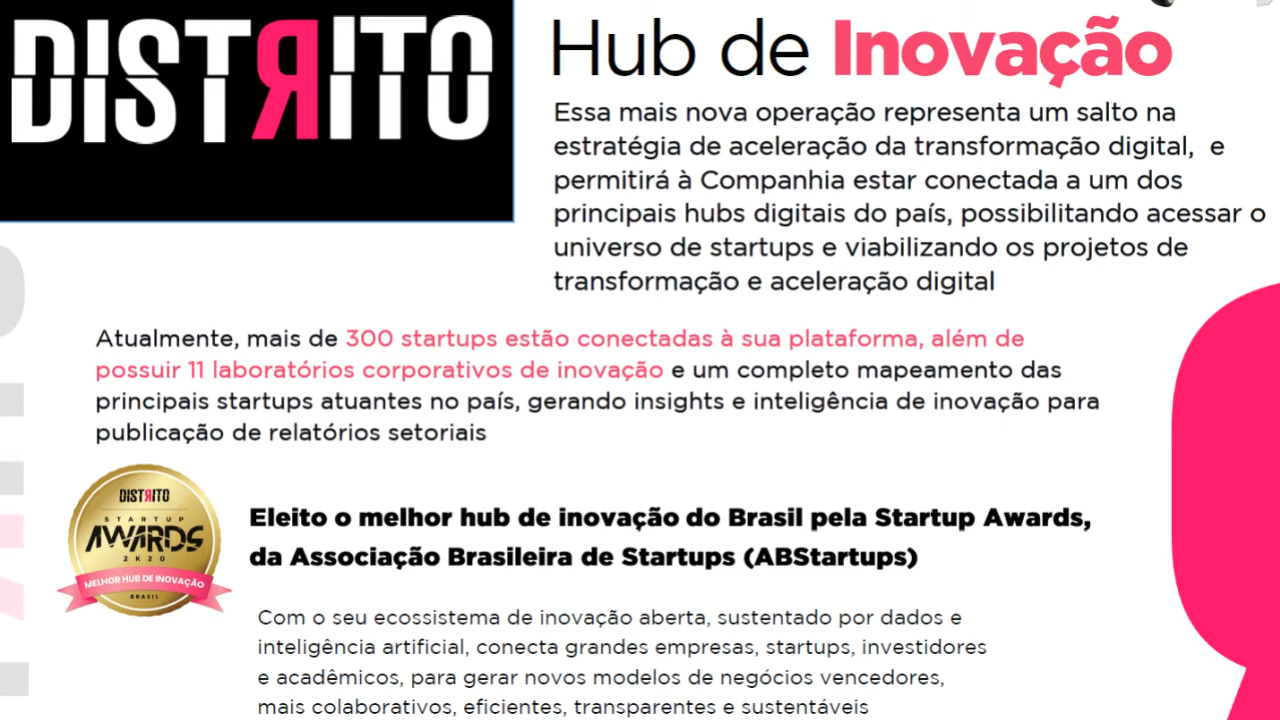 DISTRITO
Hub de Inovação
Essa mais nova operação representa um salto na
estratégia de aceleração da transformação digital, e
permitirá à Companhia estar conectada a um dos
principais hubs digitais do país, possibilitando acessar o
universo de startups e viabilizando os projetos de
transformação e aceleração digital
Atualmente, mais de 300 startups estão conectadas à sua plataforma, além de
possuir 11 laboratórios corporativos de inovação e um completo mapeamento das
principais startups atuantes no país, gerando insights e inteligência de inovação para
publicação de relatórios setoriais
DISTRITO
STARTUP
AWARDS
2K20
MELHOR HUB DE INOVAÇÃO
BRASIL
Eleito o melhor hub de inovação do Brasil pela Startup Awards,
da Associação Brasileira de Startups (ABStartups)
Com o seu ecossistema de inovação aberta, sustentado por dados e
inteligência artificial, conecta grandes empresas, startups, investidores
e acadêmicos, para gerar novos modelos de negócios vencedores,
mais colaborativos, eficientes, transparentes e sustentáveis